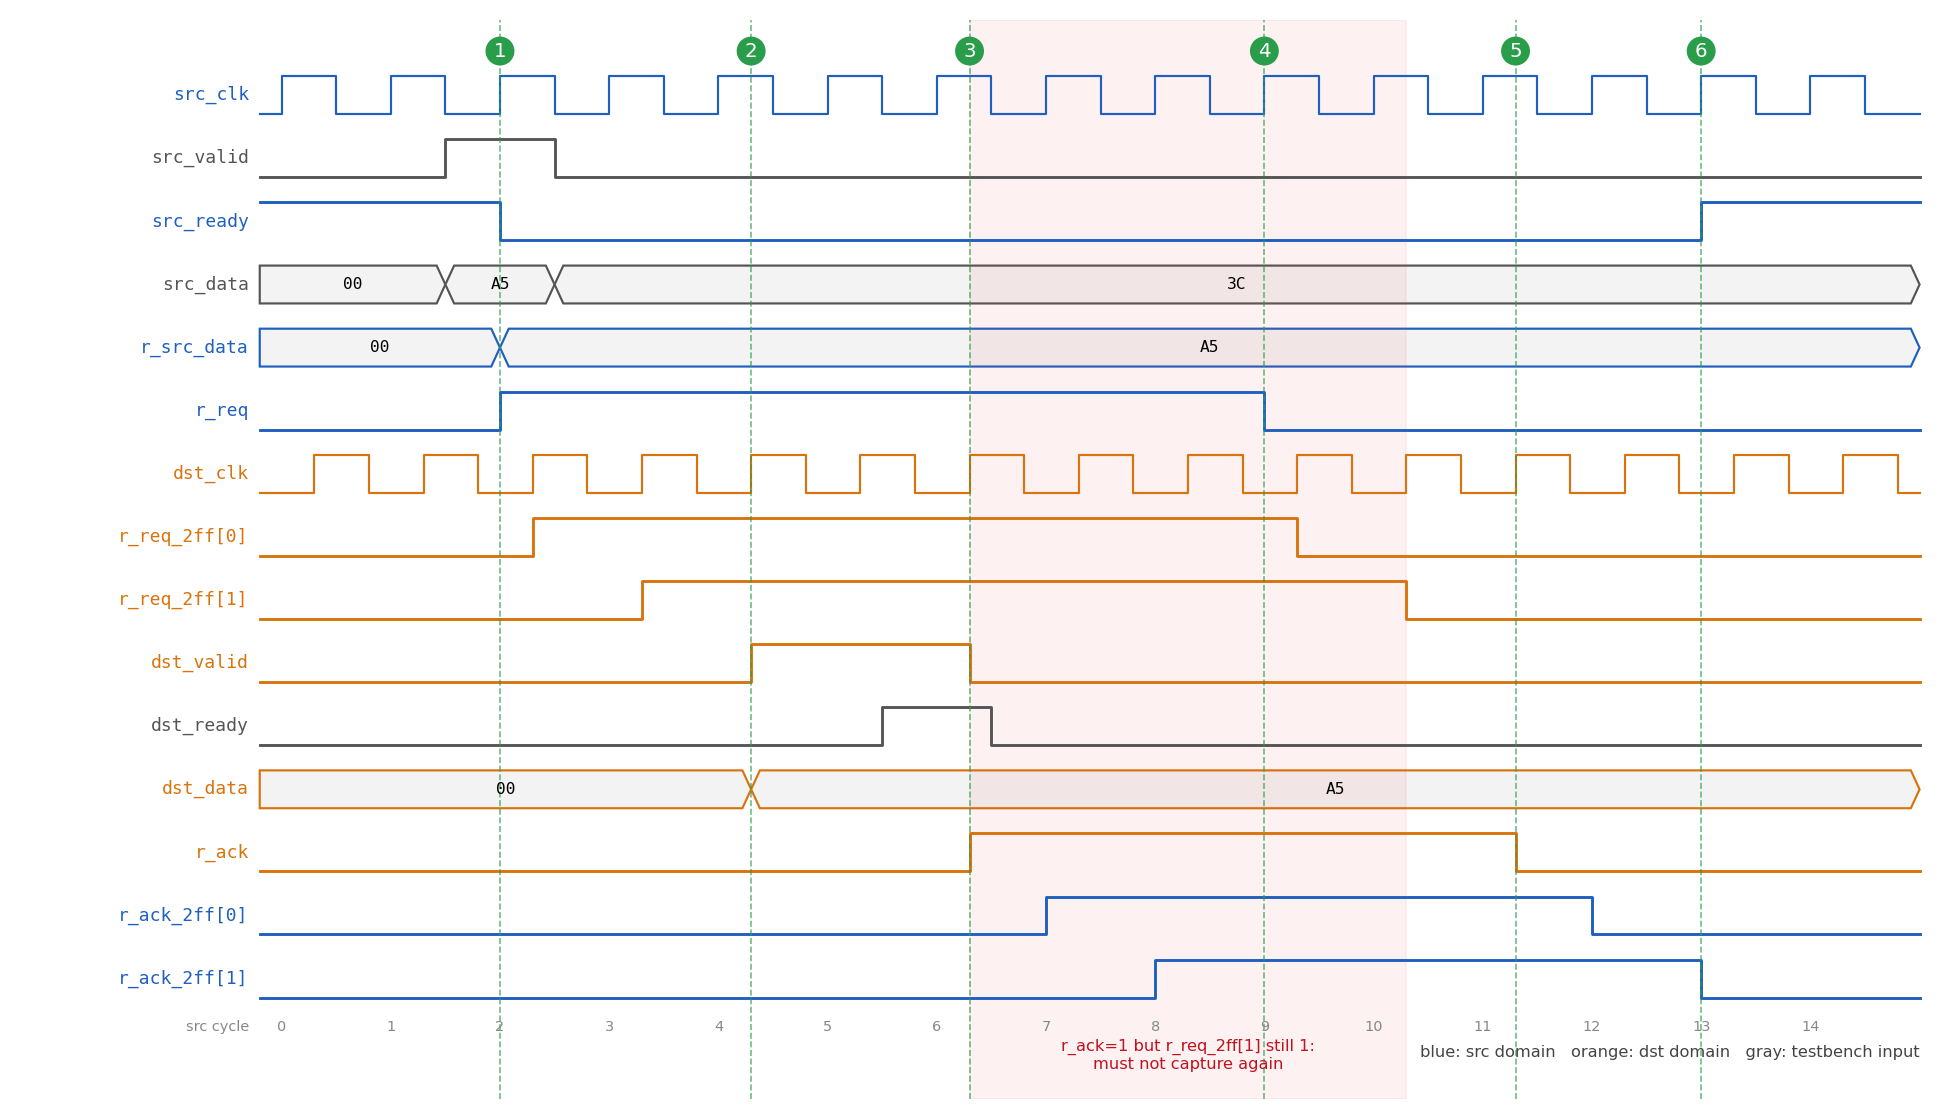 1 2 3 4 5 6
src_clk
src_valid
src_ready
src_data 00 A5 3C
r_src_data 00 A5
r_req
dst_clk
r_req_2ff[0]
r_req_2ff[1]
dst_valid
dst_ready
dst_data 00 A5
r_ack
r_ack_2ff[0]
r_ack_2ff[1]
src cycle 0 1 2 3 4 5 6 7 8 9 10 11 12 13 14
r_ack=1 but r_req_2ff[1] still 1:
must not capture again
blue: src domain orange: dst domain gray: testbench input